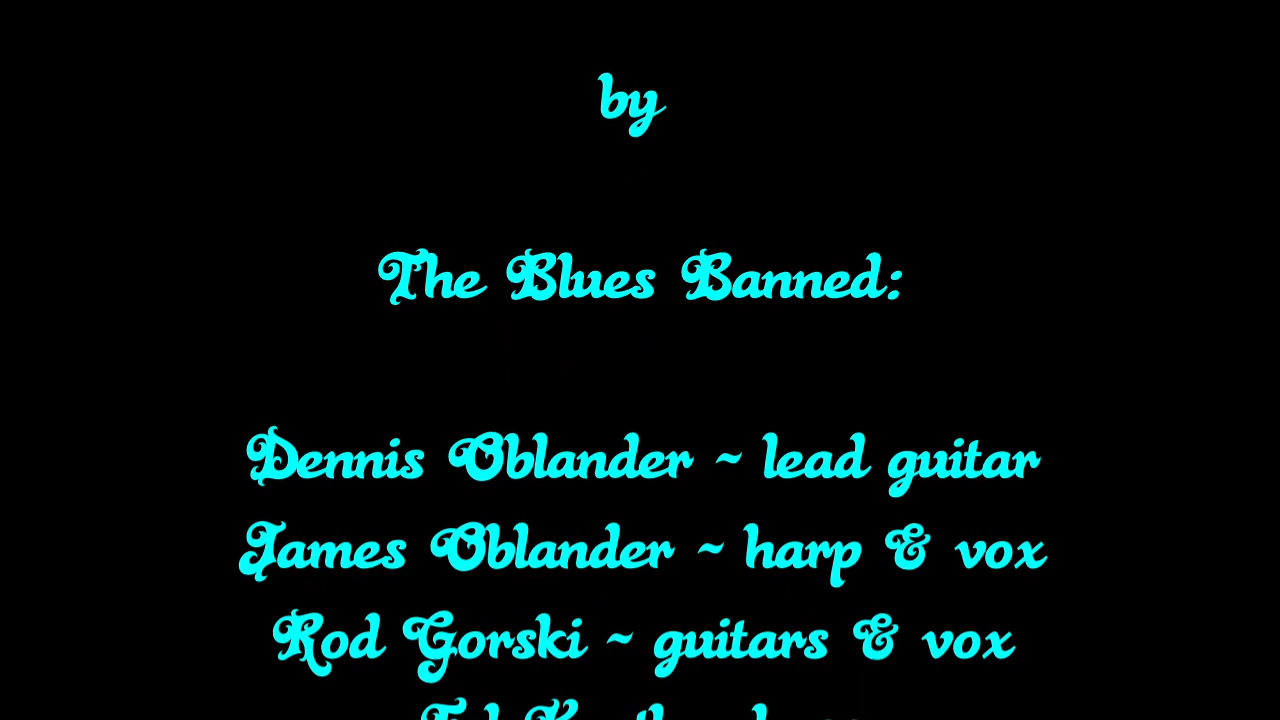 by
The Blues Banned:
Dennis Oblander ~ lead guitar
James Oblander ~ harp & vox
Rod Gorski ~ guitars & vox